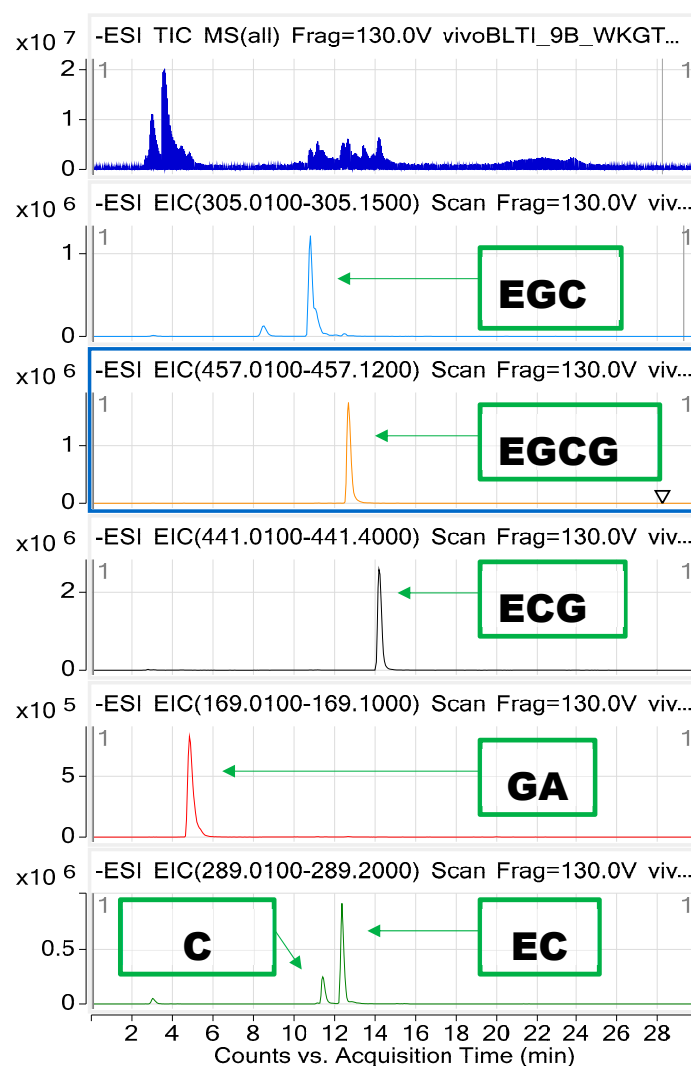 x10 7
-ESI TIC MS(all) Frag=130.0V vivoBLTI_9B_WKGT...
1
2
1
0
x10 6
-ESI EIC(305.0100-305.1500) Scan Frag=130.0V viv...
1 1
1
EGC
0
x10 6
-ESI EIC(457.0100-457.1200) Scan Frag=130.0V viv...
1 1
1
EGCG
0
x10 6
-ESI EIC(441.0100-441.4000) Scan Frag=130.0V viv...
1 1
2
ECG
0
x10 5
-ESI EIC(169.0100-169.1000) Scan Frag=130.0V viv...
1 1
5
GA
0
x10 6
-ESI EIC(289.0100-289.2000) Scan Frag=130.0V viv...
1 1
C EC
0.5
0
2 4 6 8 10 12 14 16 18 20 22 24 26 28
Counts vs. Acquisition Time (min)